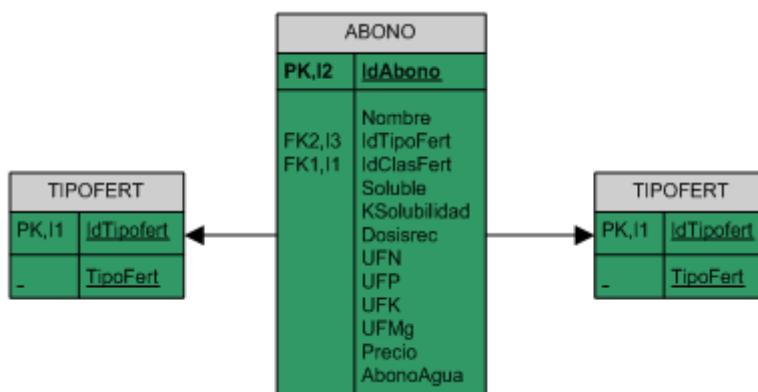 ABONO
PK,I2 IdAbono
Nombre
FK2,I3 IdTipoFert
FK1,I1 IdClasFert
Soluble
KSolubilidad
Dosisrec
UFN
UFP
UFK
UFMg
Precio
AbonoAgua
TIPOFERT
PK,I1 IdTipofert
_ TipoFert
TIPOFERT
PK,I1 IdTipofert
_ TipoFert